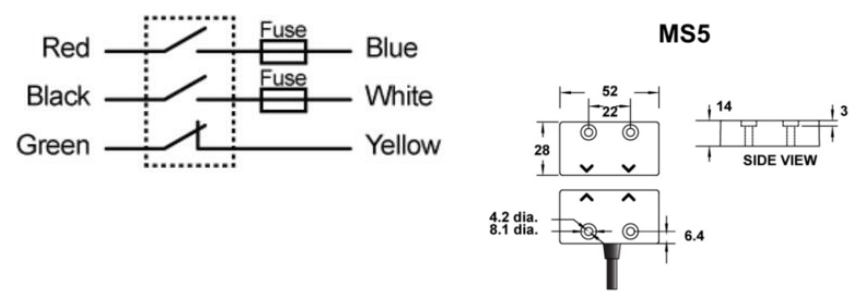 Red Fuse Blue
Black Fuse White
Green Yellow
MS5
52
22
14
3
28
SIDE VIEW
4.2 dia.
8.1 dia.
6.4